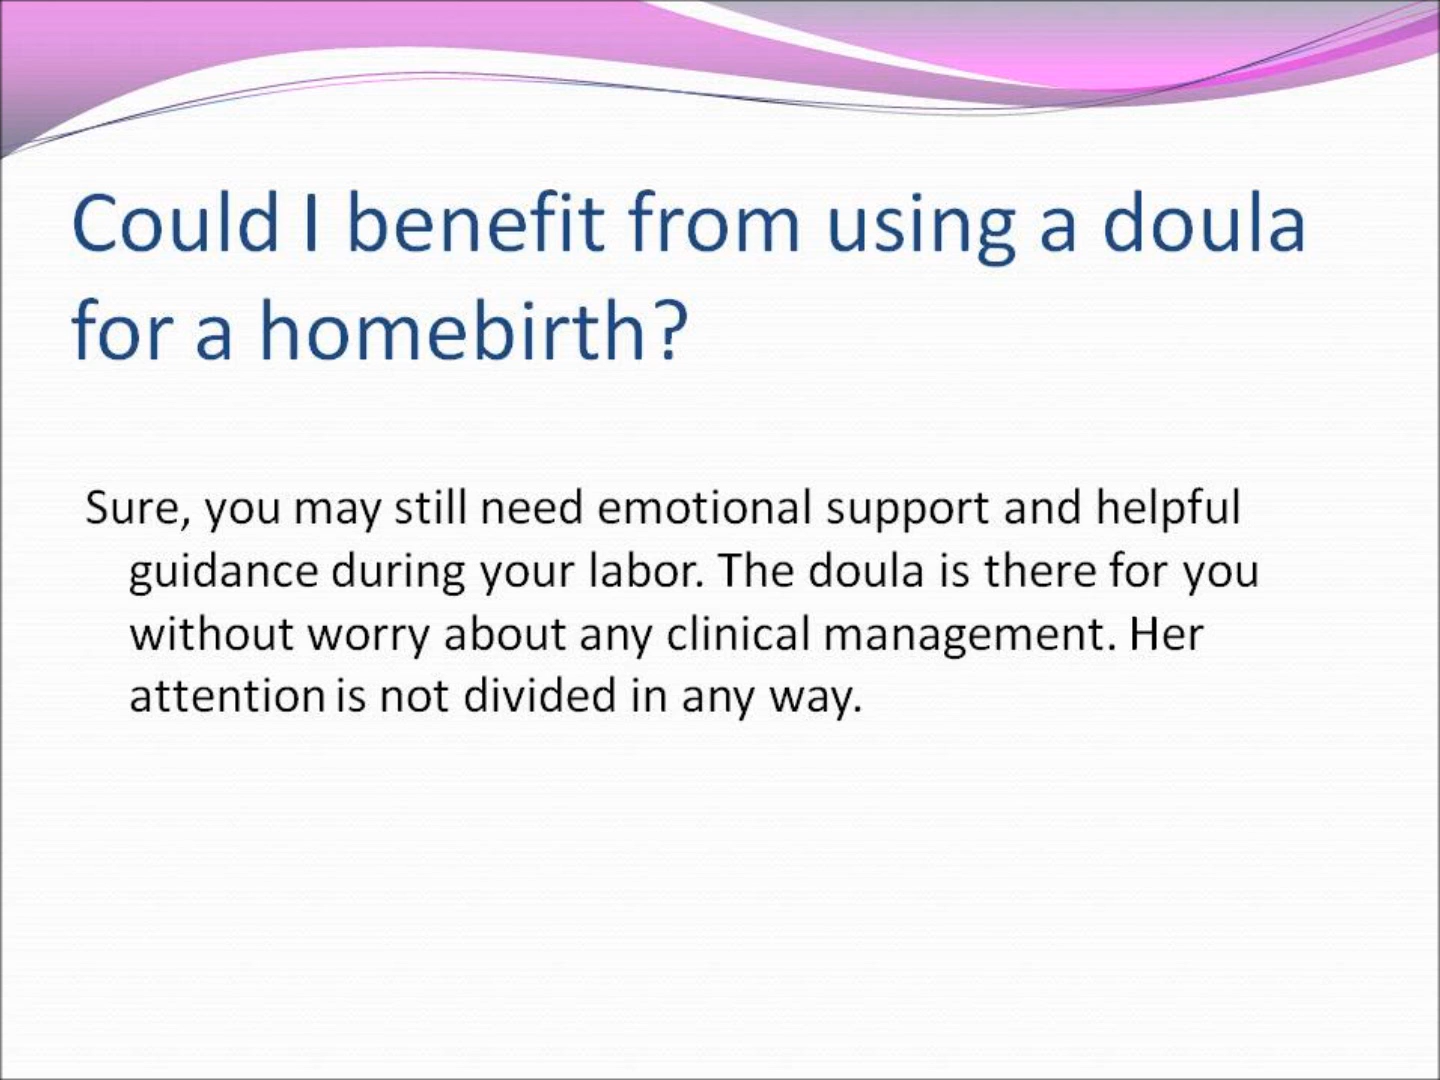 Could I benefit from using a doula
for a homebirth?
Sure, you may still need emotional support and helpful
guidance during your labor. The doula is there for you
without worry about any clinical management. Her
attention is not divided in any way.